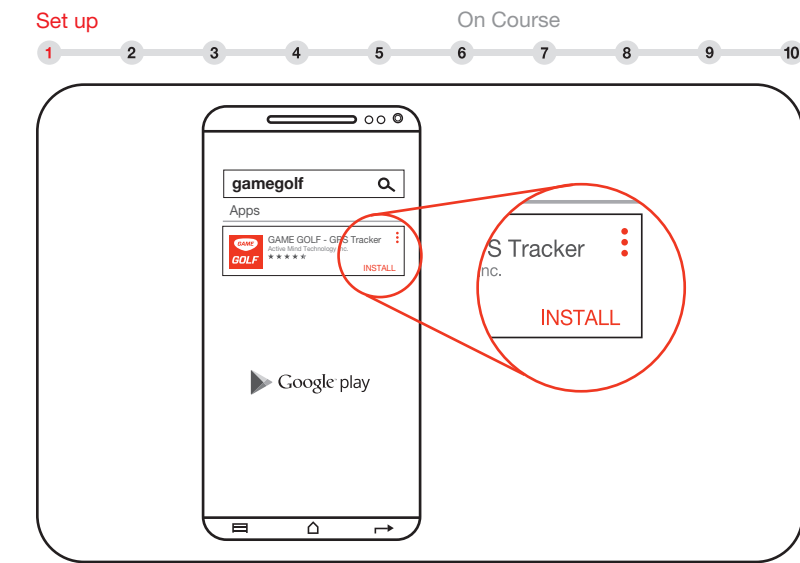 Set up On Course
1 2 3 4 5 6 7 8 9 10
gamegolf
Apps
GAME GOLF
GAME GOLF - GPS Tracker
Active Mind Technology Inc.
INSTALL
S Tracker
nc.
INSTALL
Google play